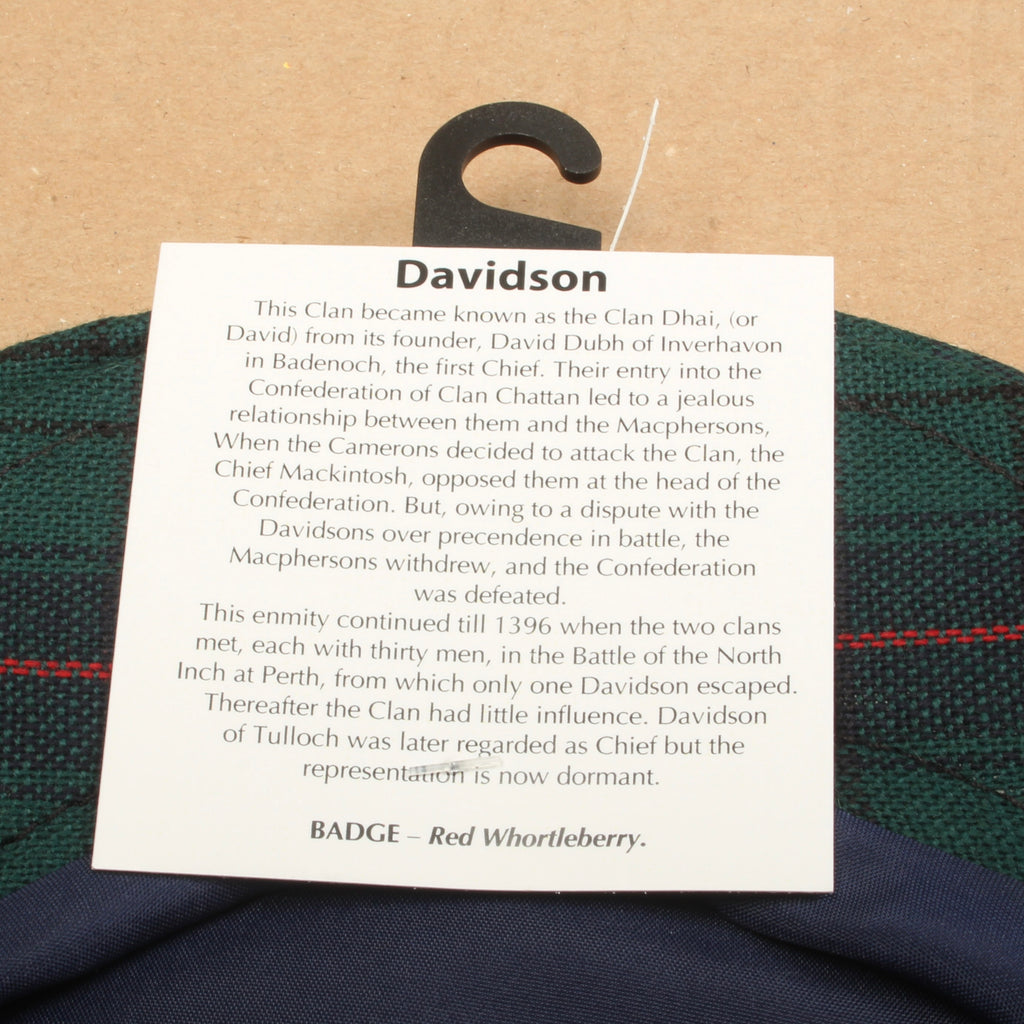 Davidson
This Clan became known as the Clan Dhai, (or
David) from its founder, David Dubh of Inverhavon
in Badenoch, the first Chief. Their entry into the
Confederation of Clan Chattan led to a jealous
relationship between them and the Macphersons,
When the Camerons decided to attack the Clan, the
Chief Mackintosh, opposed them at the head of the
Confederation. But, owing to a dispute with the
Davidsons over precendence in battle, the
Macphersons withdrew, and the Confederation
was defeated.
This enmity continued till 1396 when the two clans
met, each with thirty men, in the Battle of the North
Inch at Perth, from which only one Davidson escaped.
Thereafter the Clan had little influence. Davidson
of Tulloch was later regarded as Chief but the
representation is now dormant.
BADGE – Red Whortleberry.